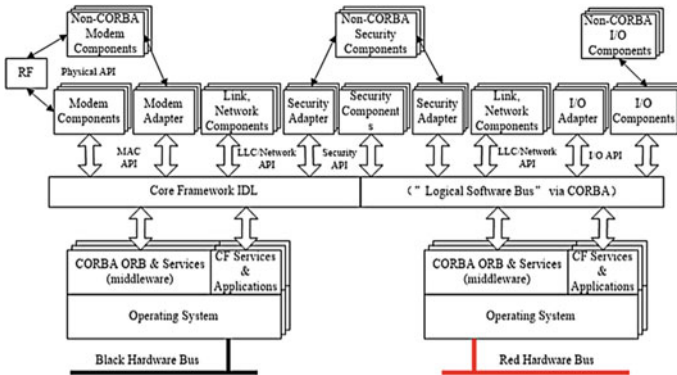 Non-CORBA
Modem
Components
Non-CORBA
Security
Components
Non-CORBA
I/O
Components
RF
Physical API
Modem
Components
Modem
Adapter
Link,
Network
Components
Security
Adapter
Security
Component
s
Security
Adapter
Link,
Network
Components
I/O
Adapter
I/O
Components
MAC
API
LLC/Network
API
Security
API
LLC/Network
API
I/O API
Core Framework IDL
(” Logical Software Bus” via CORBA)
CORBA ORB & Services
(middleware)
CF Services
&
Applications
Operating System
CORBA ORB & Services
(middleware)
CF Services
&
Applications
Operating System
Black Hardware Bus
Red Hardware Bus